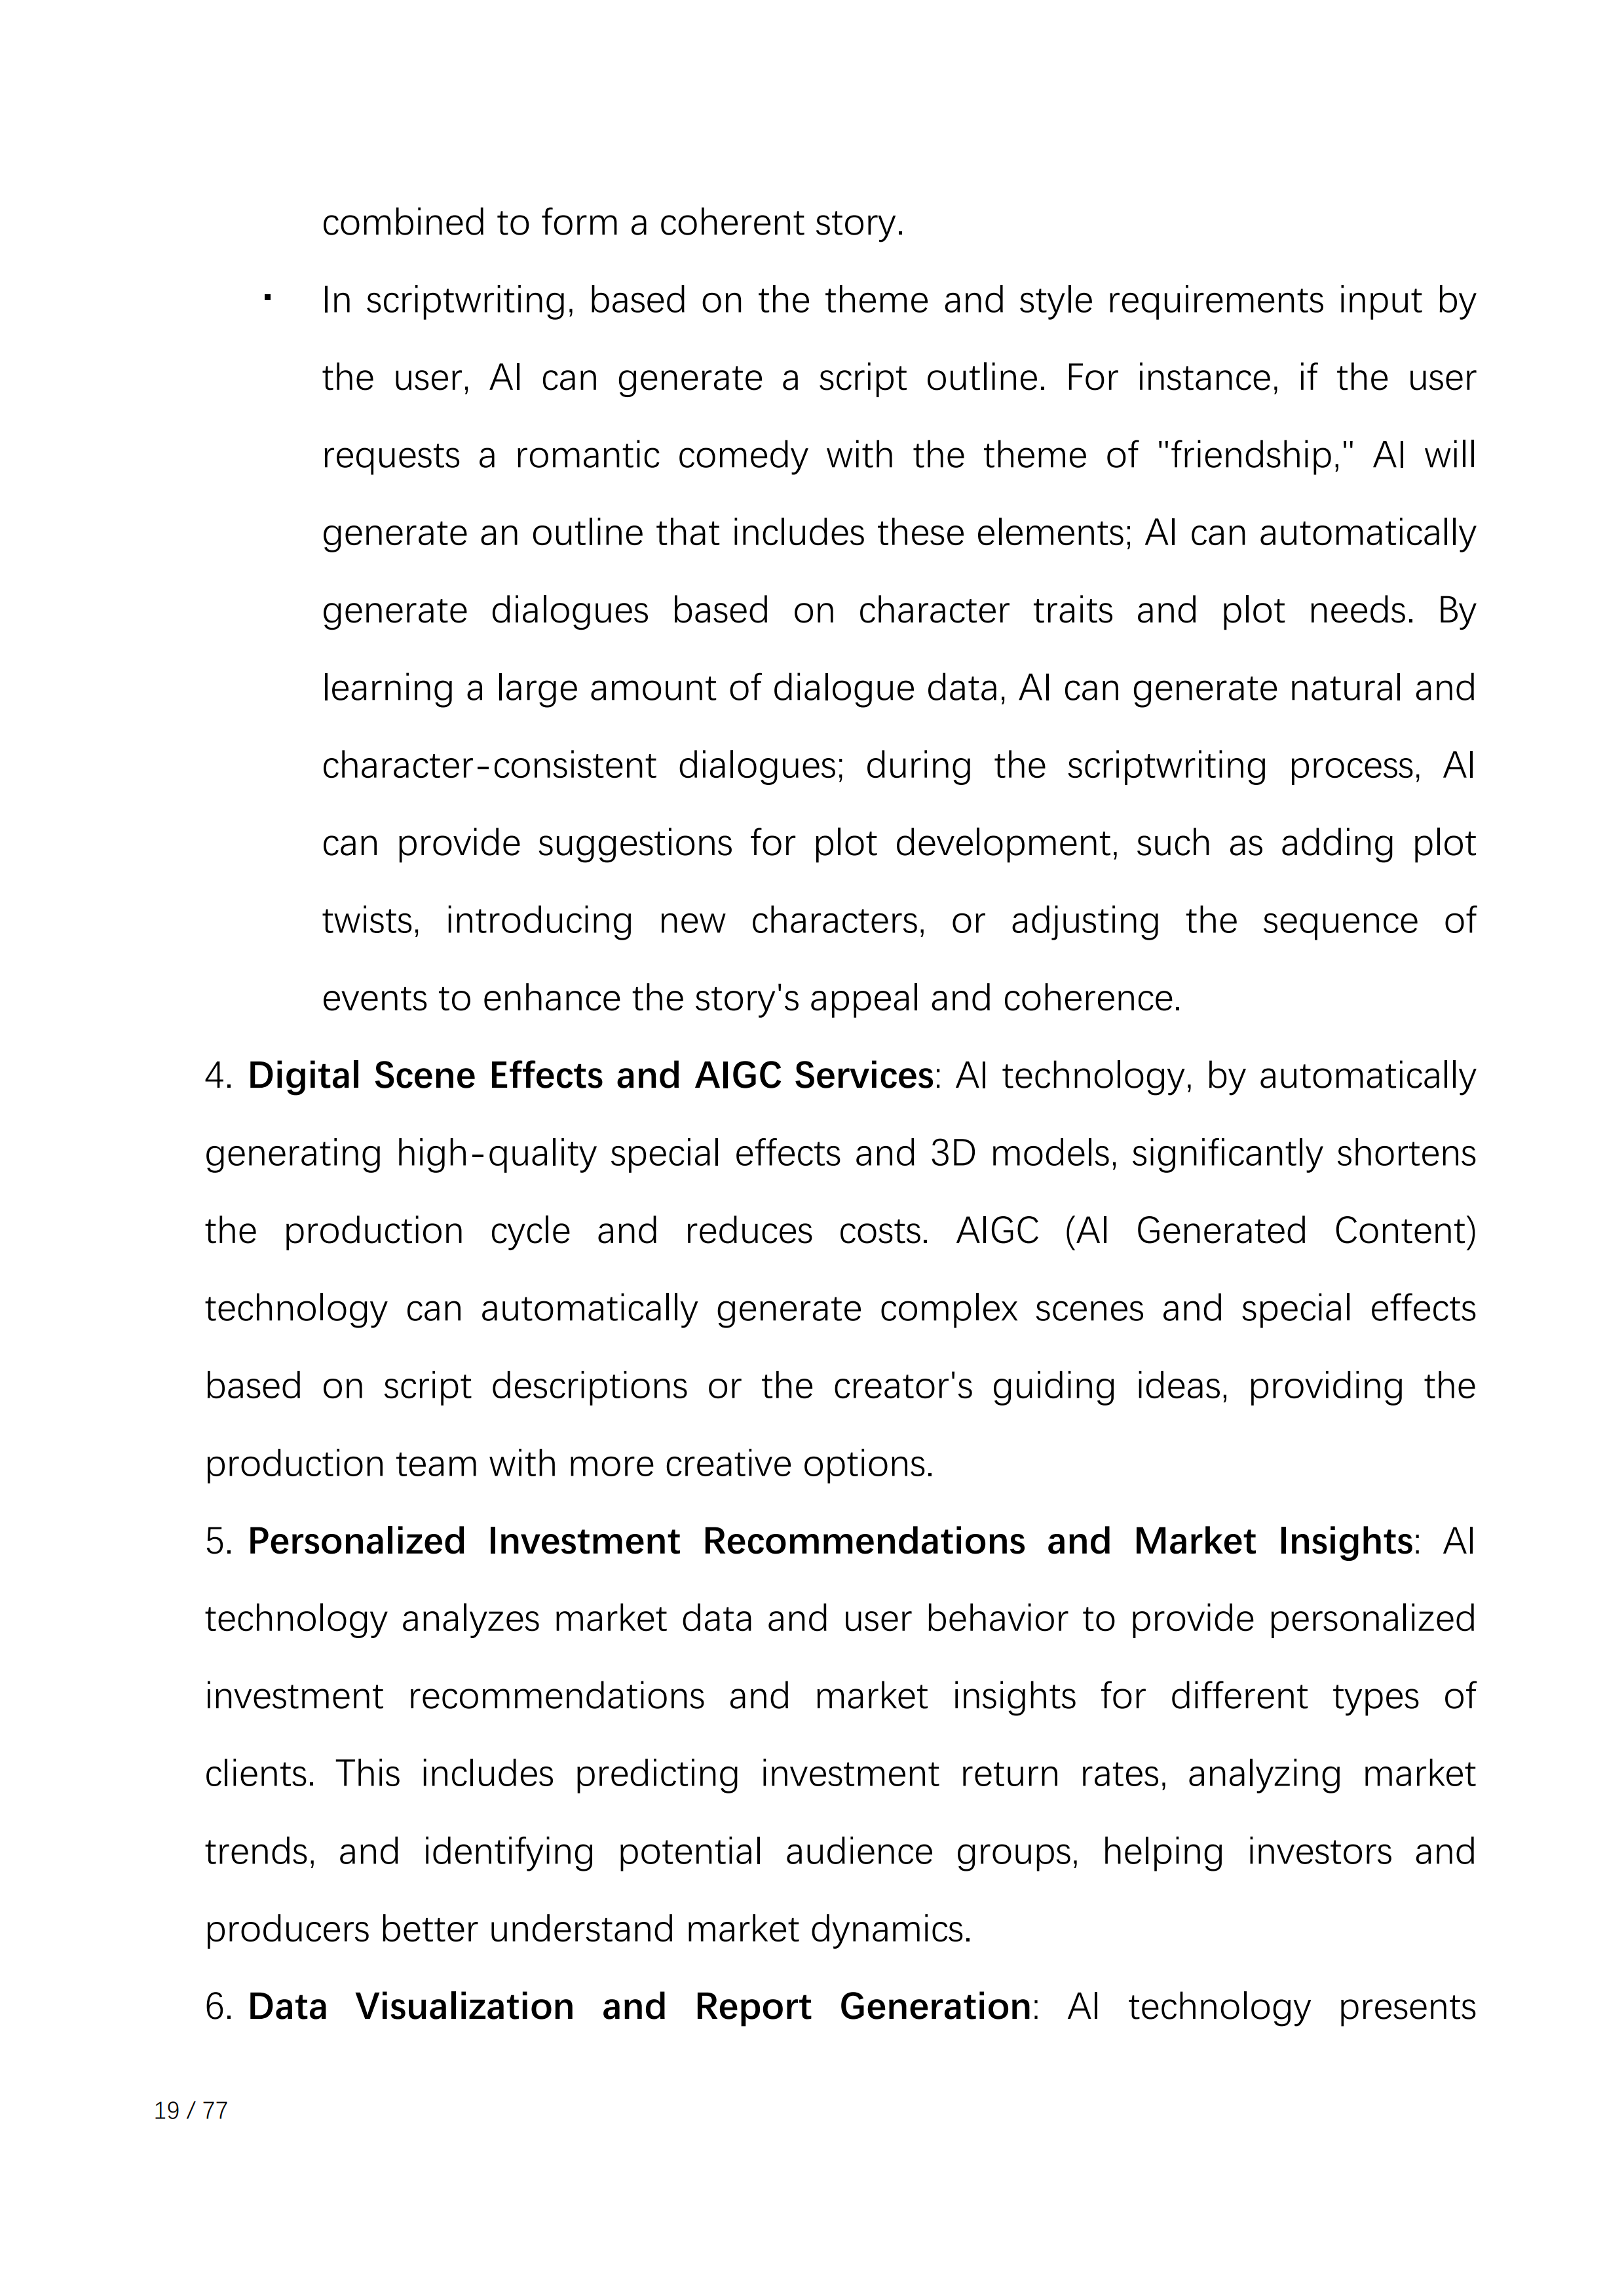 combined to form a coherent story.
▪ In scriptwriting, based on the theme and style requirements input by
the user, AI can generate a script outline. For instance, if the user
requests a romantic comedy with the theme of "friendship," AI will
generate an outline that includes these elements; AI can automatically
generate dialogues based on character traits and plot needs. By
learning a large amount of dialogue data, AI can generate natural and
character-consistent dialogues; during the scriptwriting process, AI
can provide suggestions for plot development, such as adding plot
twists, introducing new characters, or adjusting the sequence of
events to enhance the story's appeal and coherence.
4. Digital Scene Effects and AIGC Services: AI technology, by automatically
generating high-quality special effects and 3D models, significantly shortens
the production cycle and reduces costs. AIGC (AI Generated Content)
technology can automatically generate complex scenes and special effects
based on script descriptions or the creator's guiding ideas, providing the
production team with more creative options.
5. Personalized Investment Recommendations and Market Insights: AI
technology analyzes market data and user behavior to provide personalized
investment recommendations and market insights for different types of
clients. This includes predicting investment return rates, analyzing market
trends, and identifying potential audience groups, helping investors and
producers better understand market dynamics.
6. Data Visualization and Report Generation: AI technology presents
19 / 77